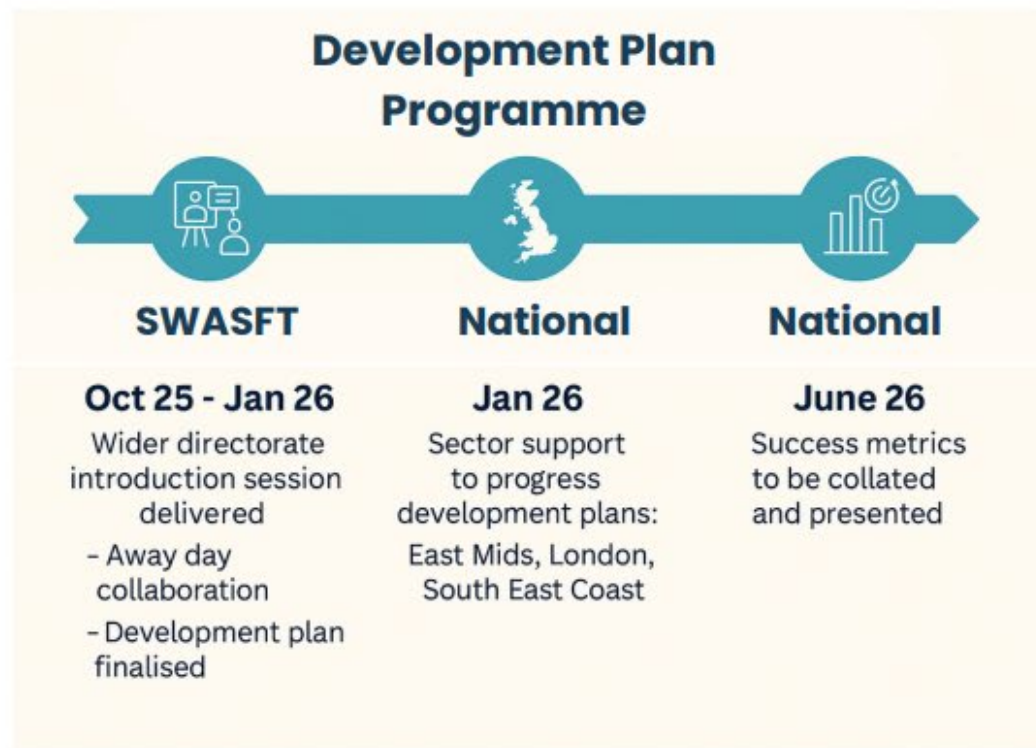 Development Plan
Programme
SWASFT
Oct 25 - Jan 26
Wider directorate
introduction session
delivered
- Away day
collaboration
- Development plan
finalised
National
Jan 26
Sector support
to progress
development plans:
East Mids, London,
South East Coast
National
June 26
Success metrics
to be collated
and presented